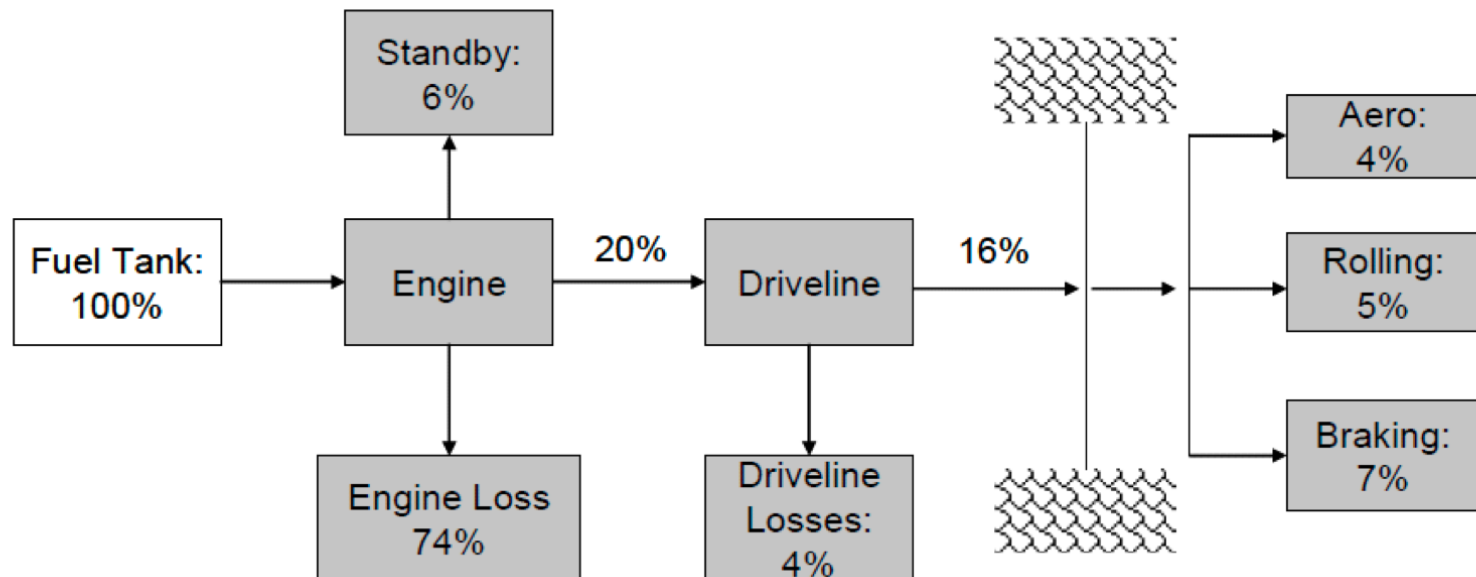 Standby:
6%
Fuel Tank:
100%
Engine
20%
Driveline
16%
Aero:
4%
Rolling:
5%
Braking:
7%
Engine Loss
74%
Driveline
Losses:
4%